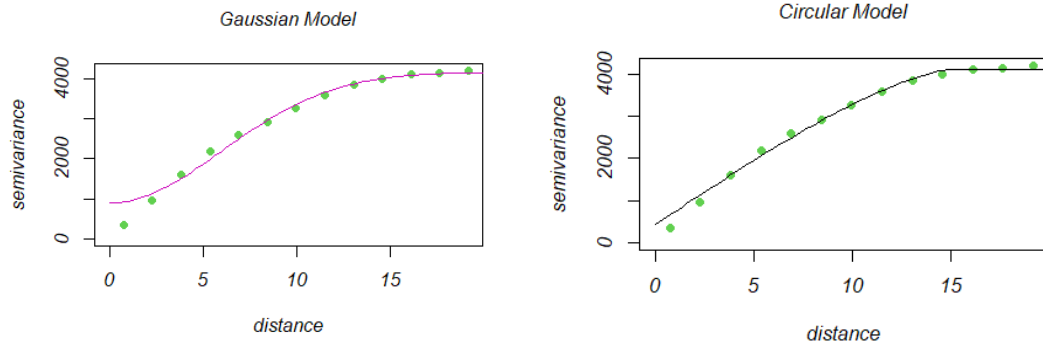 Gaussian Model
semivariance
4000
2000
0
0 5 10 15
distance
Circular Model
semivariance
4000
2000
0
0 5 10 15
distance